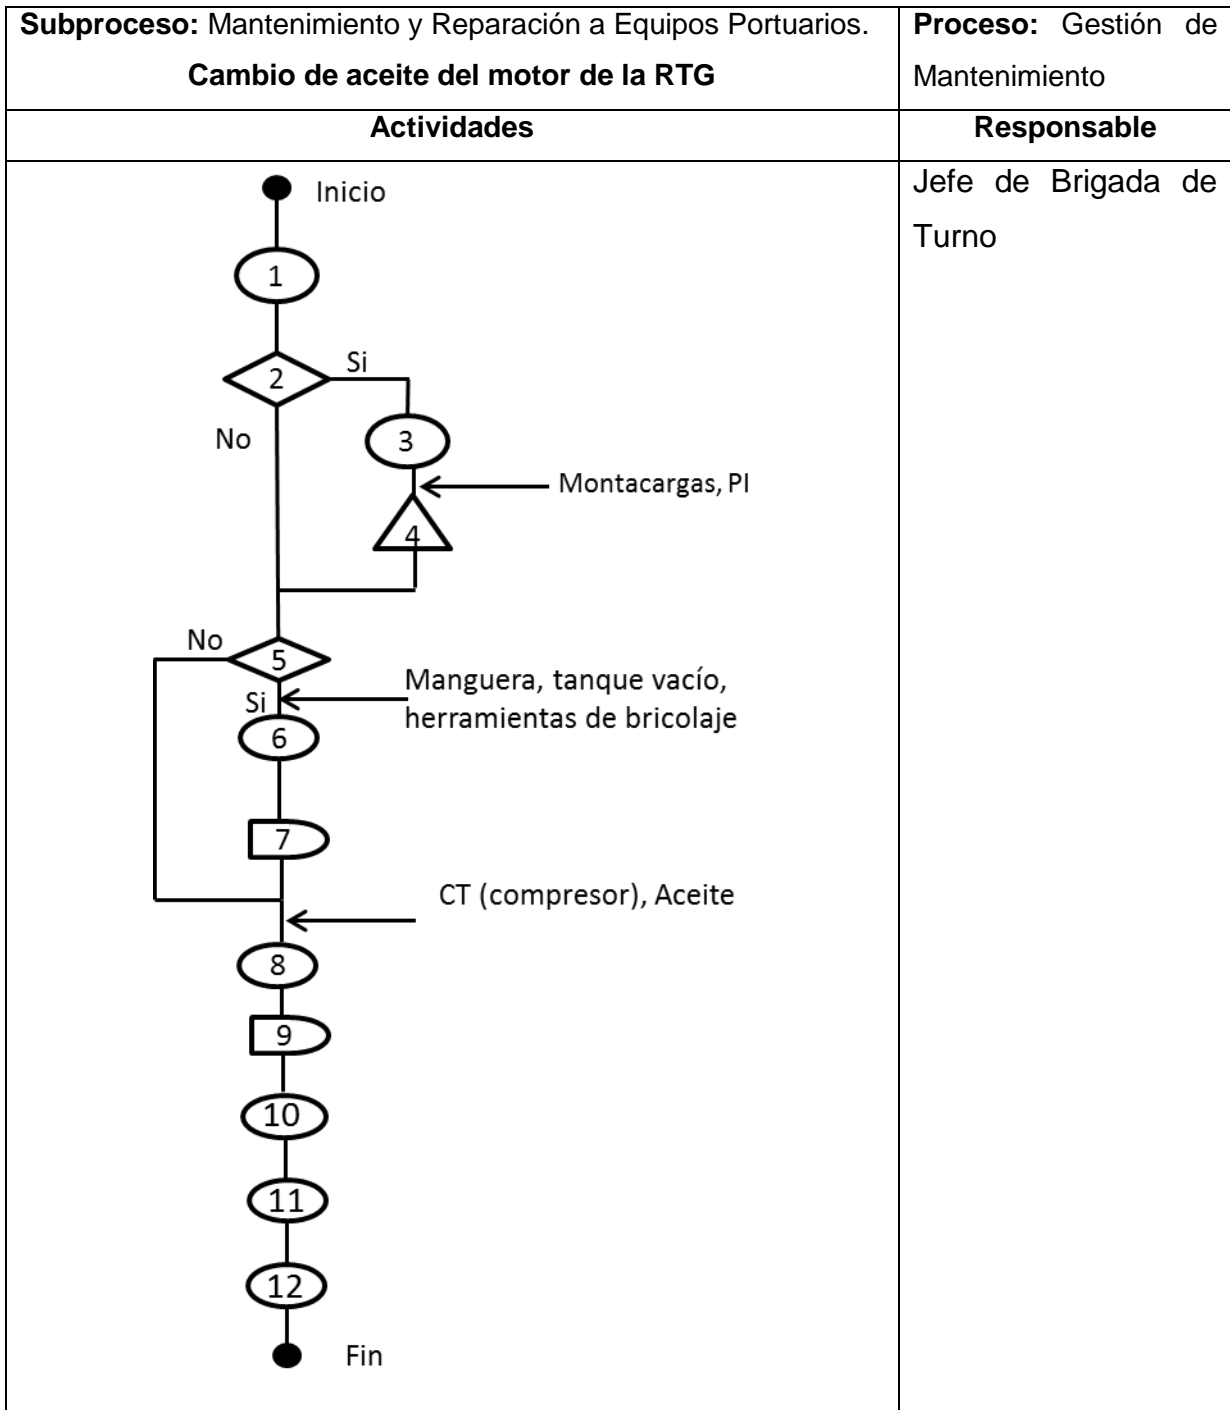 Subproceso: Mantenimiento y Reparación a Equipos Portuarios.
Cambio de aceite del motor de la RTG
Proceso: Gestión de
Mantenimiento
Actividades
Responsable
Jefe de Brigada de
Turno
Inicio
1
2
Si
No
3
Montacargas, PI
4
No
5
Si
Manguera, tanque vacío,
herramientas de bricolaje
6
7
CT (compresor), Aceite
8
9
10
11
12
Fin